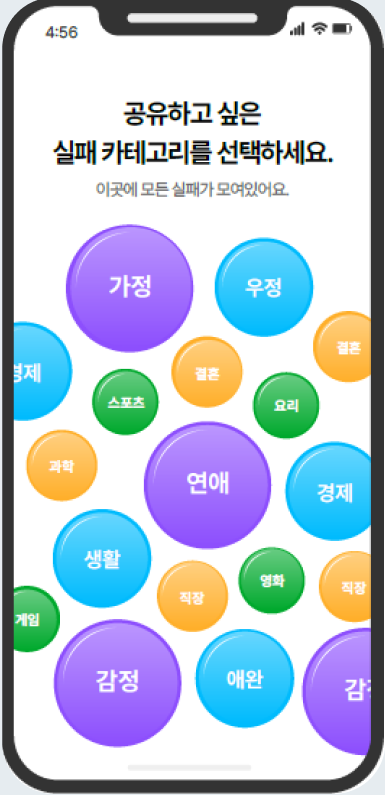 4:56
공유하고 싶은
실패 카테고리를 선택하세요.
이곳에 모든 실패가 모여있어요.
가정
우정
결혼
경제
결혼
스포츠
요리
과학
연애
경제
생활
영화
직장
직장
게임
감정
애완
감정